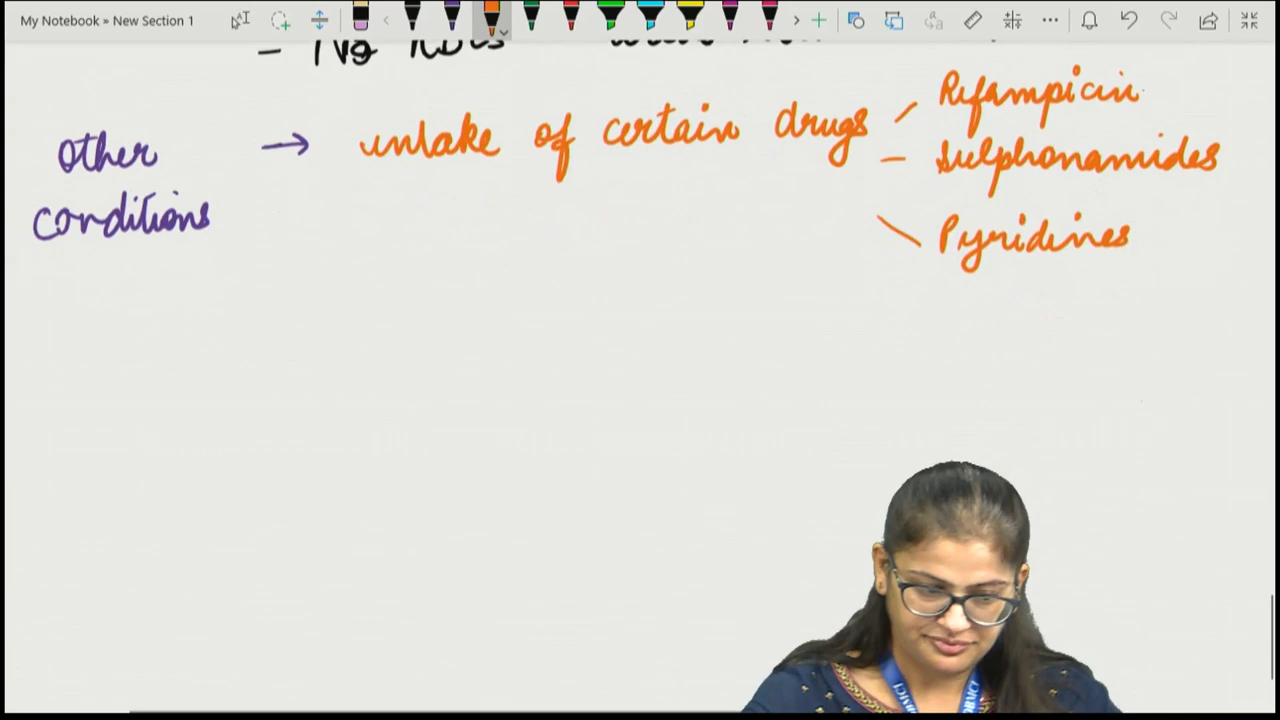 My Notebook » New Section 1
other → intake of certain drugs
conditions
Rifampicin
- Sulphonamides
Pyridines